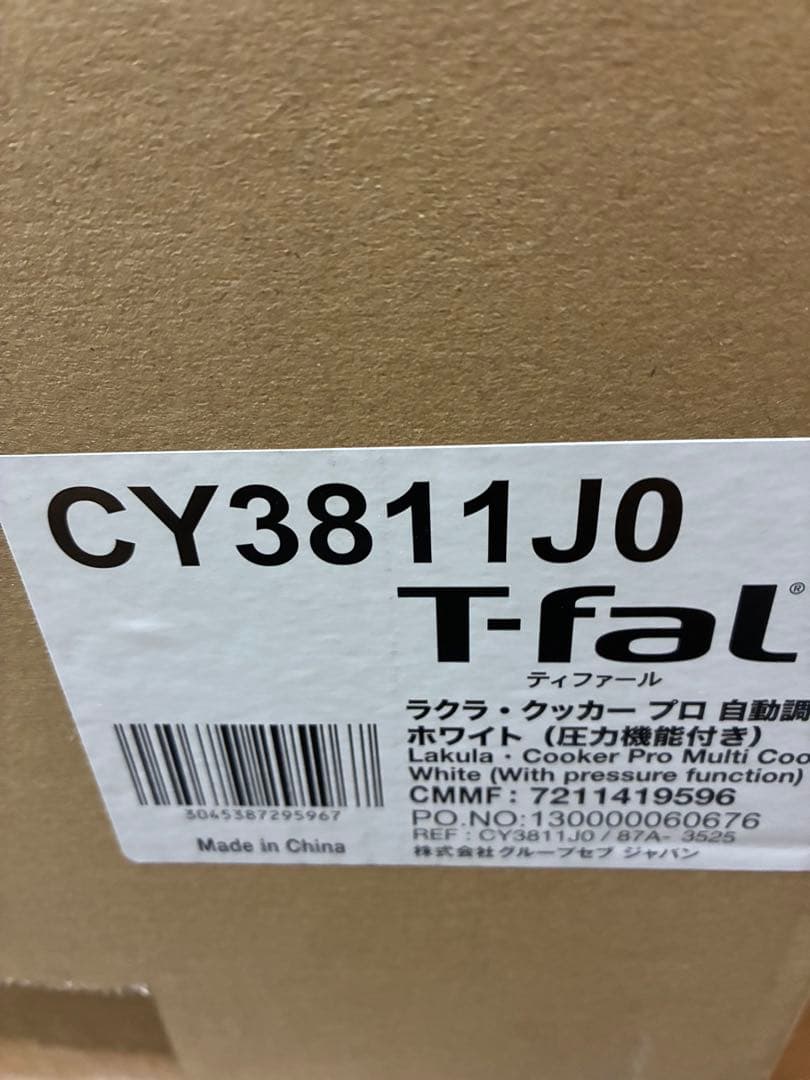 CY3811J0
T-fal®
ティファール
ラクラ・クッカー プロ 自動調
ホワイト（圧力機能付き）
Lakula・Cooker Pro Multi Coo
White (With pressure function)
CMMF : 7211419596
PO.NO:130000060676
REF : CY3811J0 / 87A- 3525
株式会社グループセブ ジャパン
3045387295967
Made in China